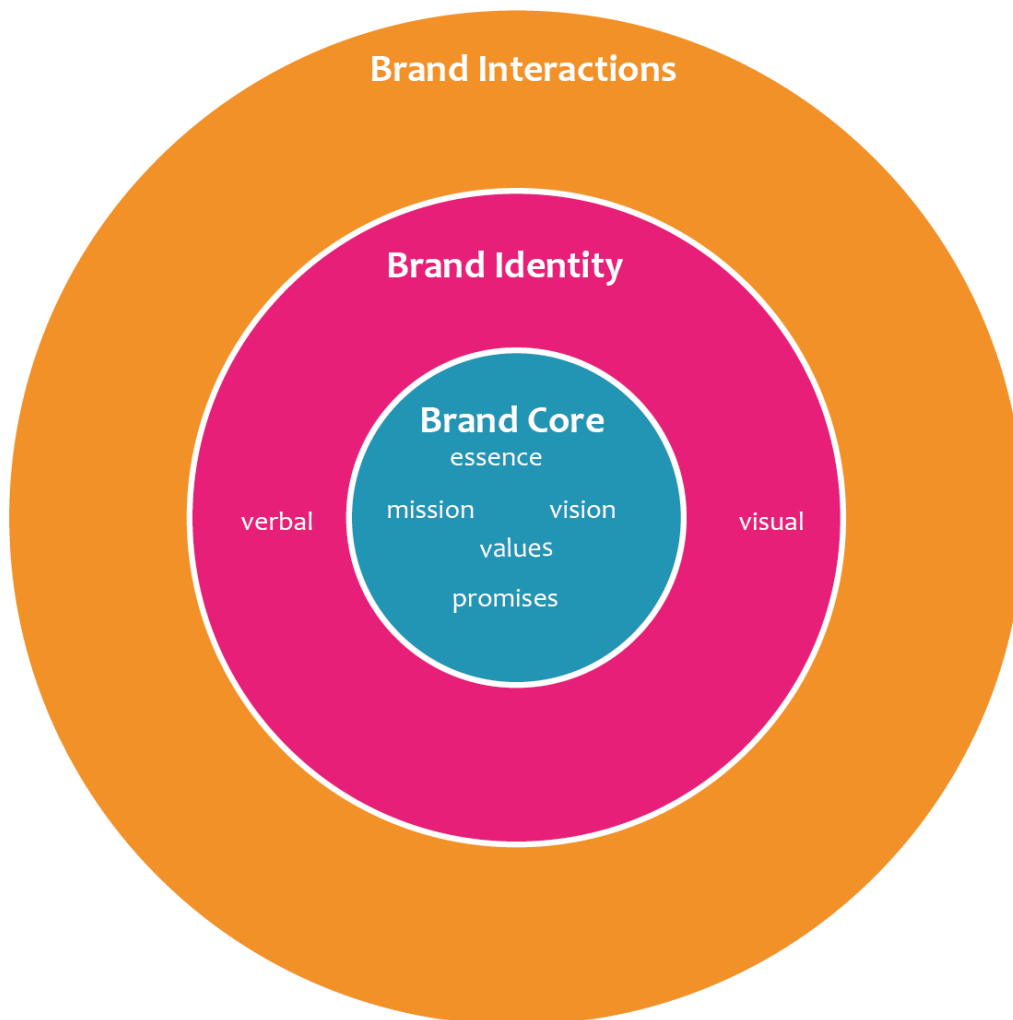 Brand Interactions
Brand Identity
Brand Core
essence
mission vision
values
verbal visual
promises